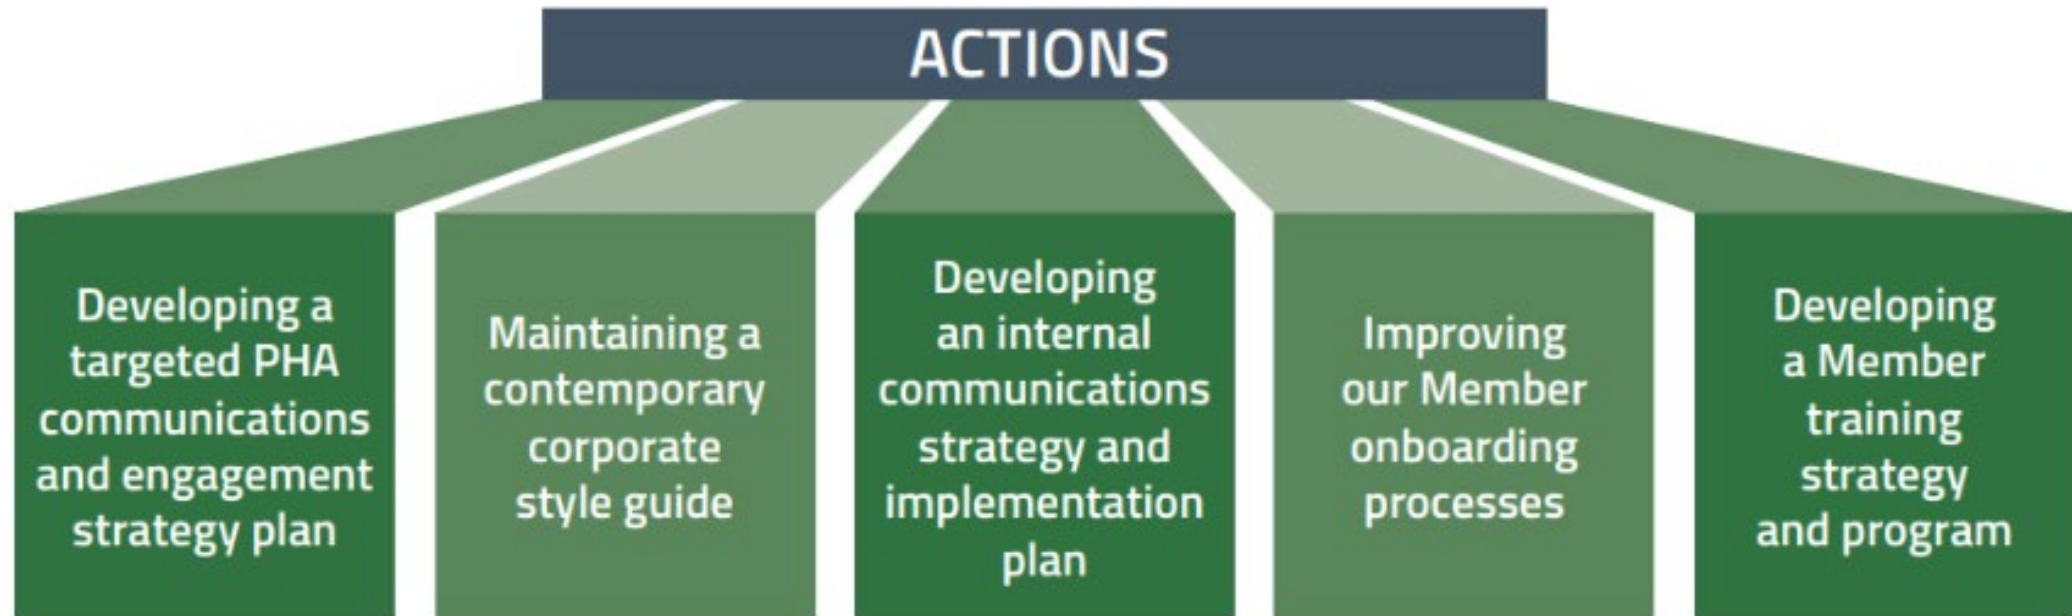 ACTIONS
Developing a
targeted PHA
communications
and engagement
strategy plan
Maintaining a
contemporary
corporate
style guide
Developing
an internal
communications
strategy and
implementation
plan
Improving
our Member
onboarding
processes
Developing
a Member
training
strategy
and program